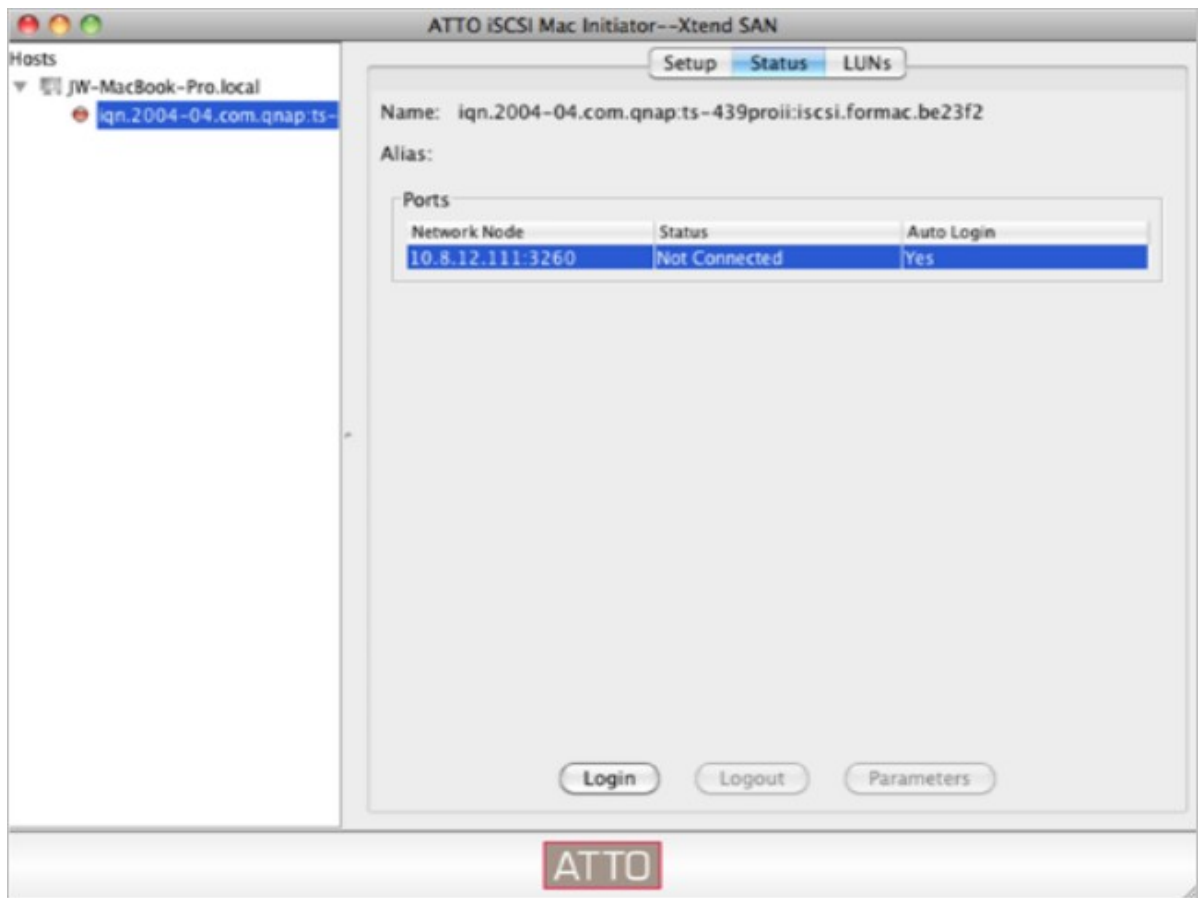 ATTO iSCSI Mac Initiator--Xtend SAN
Hosts
JW-MacBook-Pro.local
iqn.2004-04.com.qnap:ts-
Setup Status LUNs
Name: iqn.2004-04.com.qnap:ts-439proii:iscsi.formac.be23f2
Alias:
Ports
Network Node Status Auto Login
10.8.12.111:3260 Not Connected Yes
Login Logout Parameters
ATTO